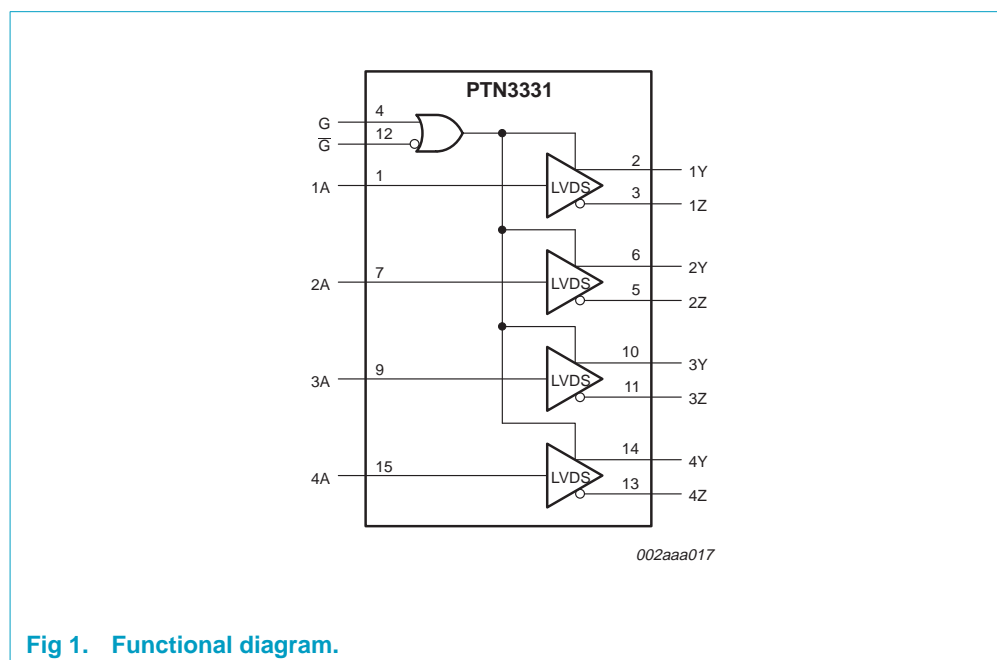 PTN3331
G 4
G̅ 12
1A 1
LVDS
2 1Y
3 1Z
2A 7
LVDS
6 2Y
5 2Z
3A 9
LVDS
10 3Y
11 3Z
4A 15
LVDS
14 4Y
13 4Z
002aaa017
Fig 1. Functional diagram.